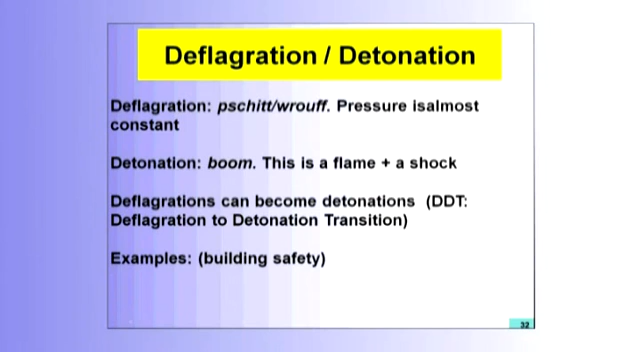 Deflagration / Detonation
Deflagration: pschitt/wrouff. Pressure isalmost
constant
Detonation: boom. This is a flame + a shock
Deflagrations can become detonations (DDT:
Deflagration to Detonation Transition)
Examples: (building safety)
32